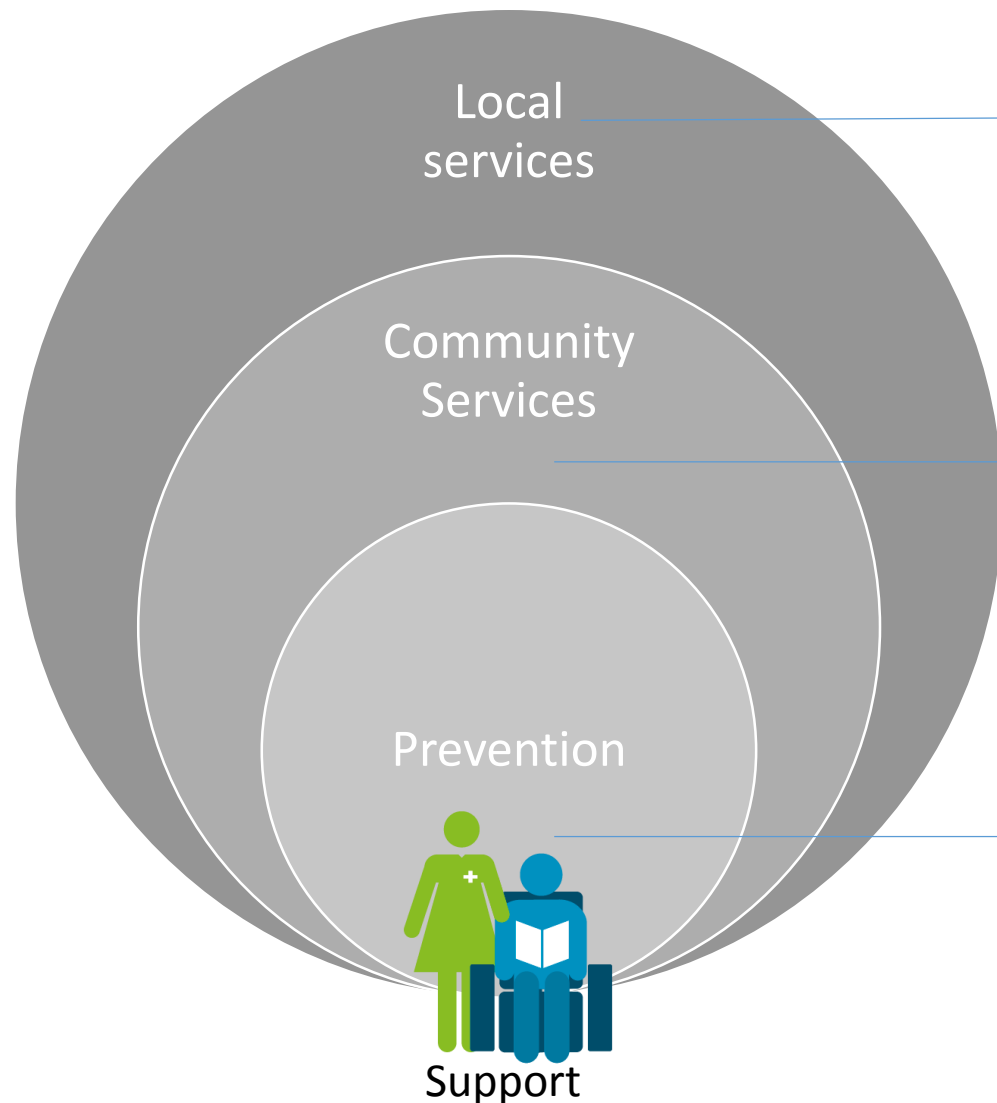 Local
services
Community
Services
Prevention
Support